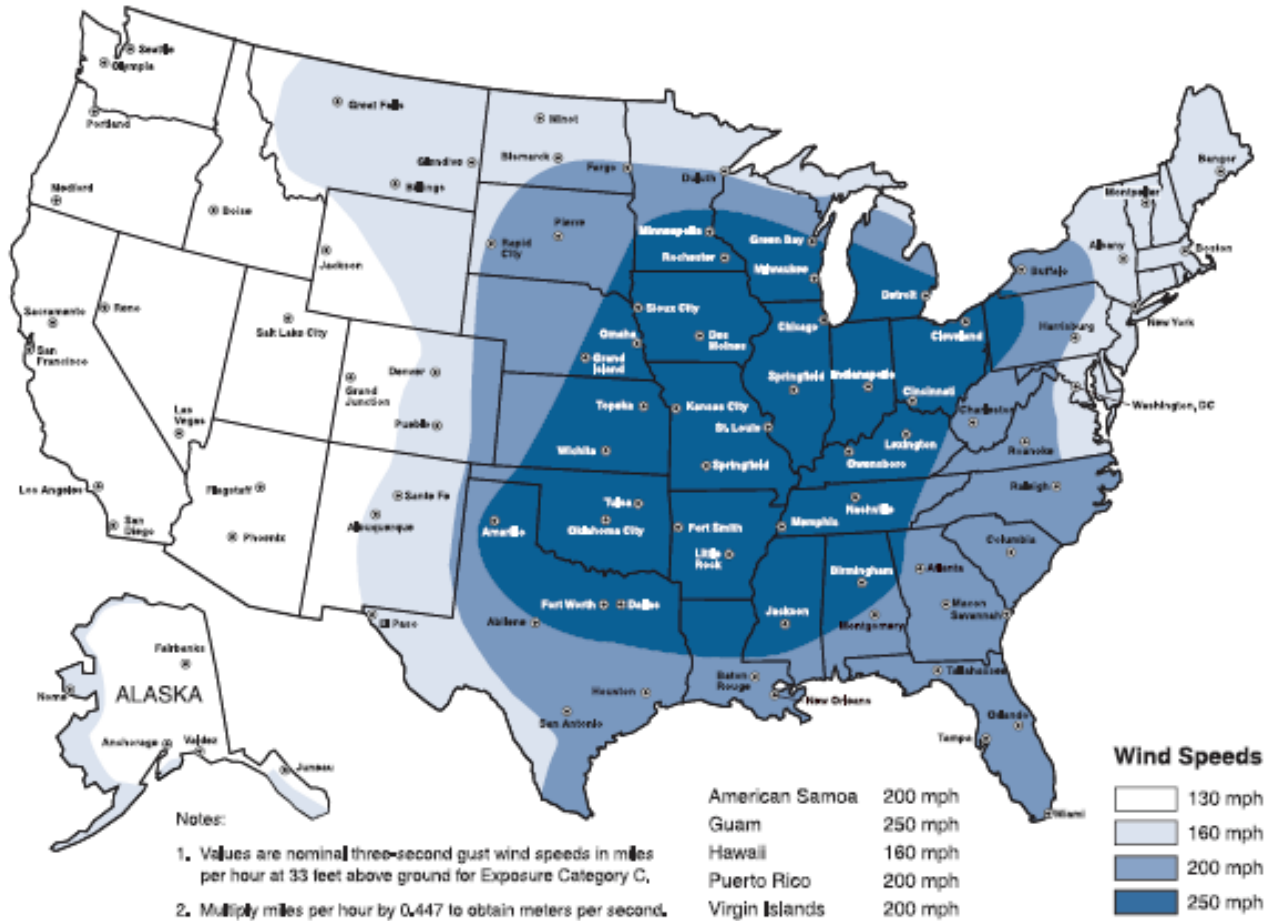 Seattle
Olympia
Portland
Medford
Great Falls
Glendive
Billings
Boise
Jackson
Minot
Bismarck
Fargo
Duluth
Pierre
Rapid
City
Minneapolis
Rochester
Green Bay
Milwaukee
Detroit
Bangor
Montpelier
Albany
Boston
Buffalo
New York
Harrisburg
Washington, DC
Sacramento
San
Francisco
Reno
Salt Lake City
Las
Vegas
Los Angeles
San
Diego
Denver
Grand
Junction
Pueblo
Flagstaff
Phoenix
Santa Fe
Albuquerque
El Paso
Sioux City
Omaha
Grand
Island
Des
Moines
Chicago
Cleveland
Springfield
Indianapolis
Cincinnati
Topeka
Kansas City
St. Louis
Charleston
Lexington
Roanoke
Wichita
Springfield
Owensboro
Raleigh
Tulsa
Oklahoma
City
Amarillo
Fort Smith
Little
Rock
Memphis
Nashville
Columbia
Birmingham
Atlanta
Fort Worth
Dallas
Jackson
Macon
Savannah
Montgomery
Abilene
Houston
San Antonio
Baton
Rouge
New Orleans
Tallahassee
Orlando
Tampa
Miami
Fairbanks
Nome
ALASKA
Anchorage
Valdez
Juneau
Notes:
1. Values are nominal three-second gust wind speeds in miles
per hour at 33 feet above ground for Exposure Category C.
2. Multiply miles per hour by 0.447 to obtain meters per second.
American Samoa 200 mph
Guam 250 mph
Hawaii 160 mph
Puerto Rico 200 mph
Virgin Islands 200 mph
Wind Speeds
130 mph
160 mph
200 mph
250 mph